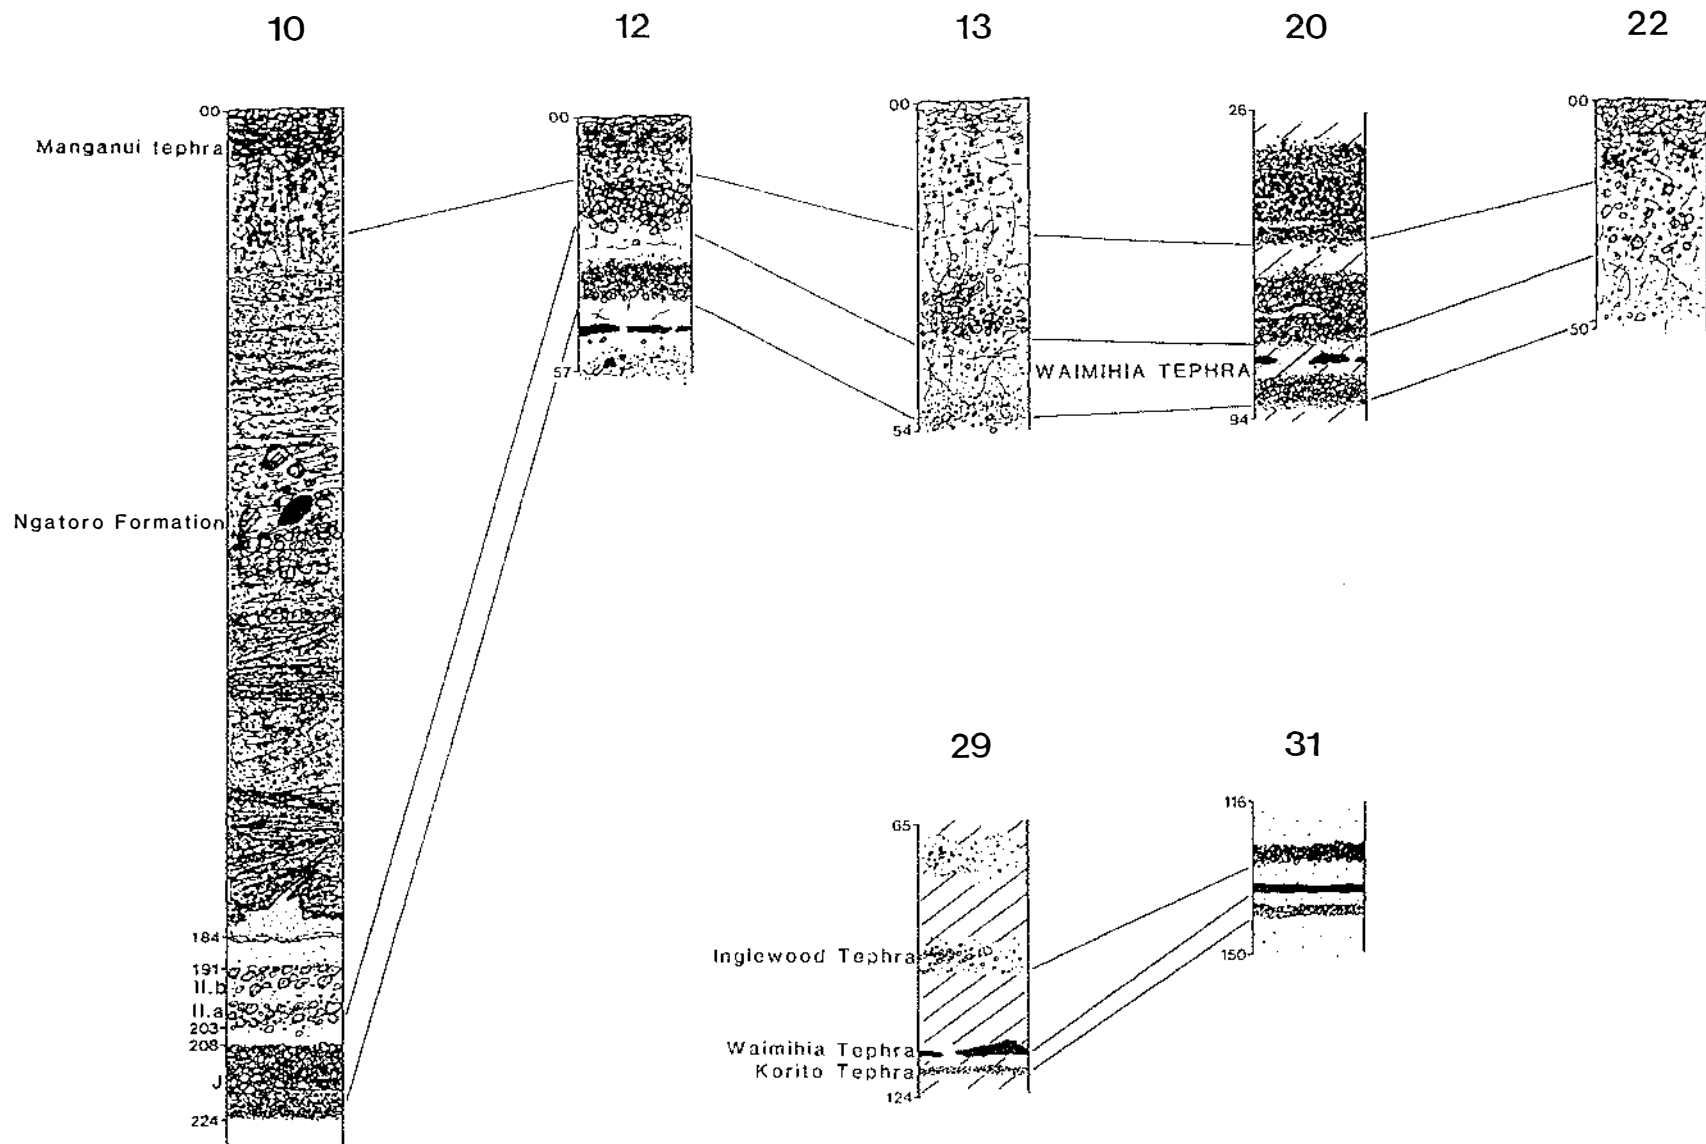 10
12
13
20
22
00
Manganui tephra
Ngatoro Formation
184
191
II.b
II.a
203
208
J
224
00
57
00
54
26
WAIMIHIA TEPHRA
94
00
50
29
31
65
Inglewood Tephra
Waimihia Tephra
Korito Tephra
124
116
150